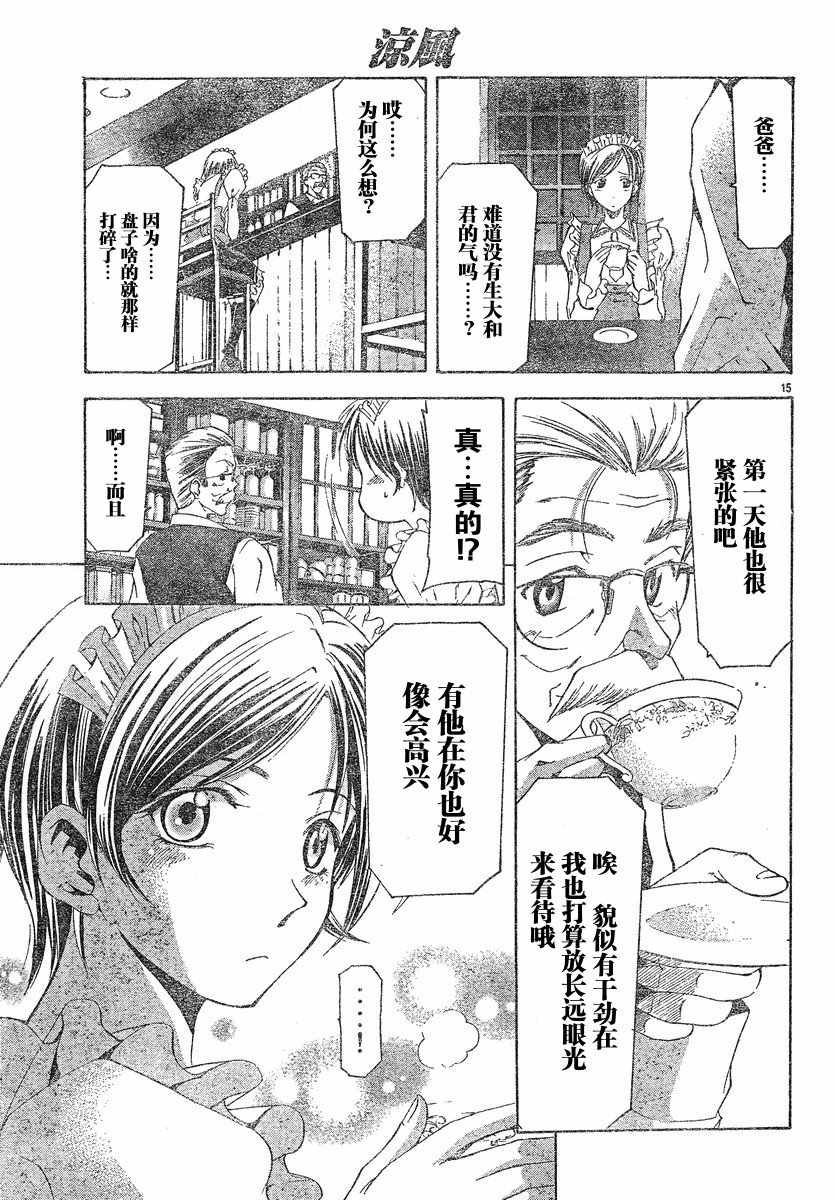 涼風
爸爸……
难道没有生大和
君的气吗……?
哎……
为何这么想?
因为……
盘子啥的就那样
打碎了…
15
第一天他也很
紧张的吧
唉 貌似有干劲在
我也打算放长远眼光
来看待哦
真…真的!?
啊……而且
有他在你也好
像会高兴
……